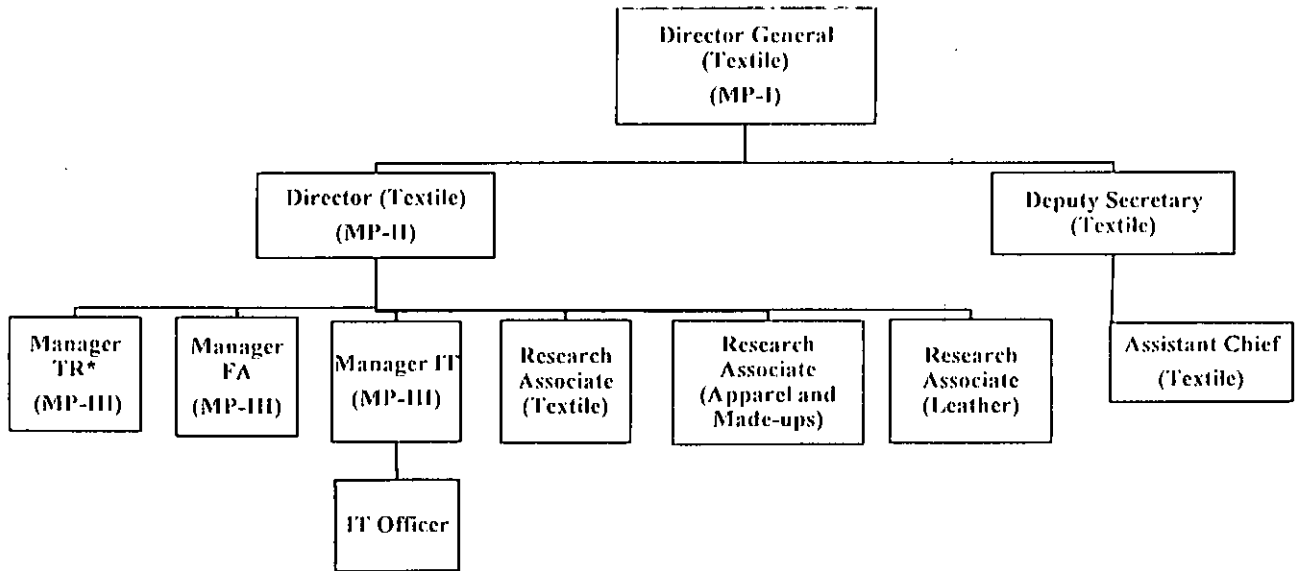 Director General
(Textile)
(MP-I)
Director (Textile)
(MP-II)
Deputy Secretary
(Textile)
Manager
TR*
(MP-III)
Manager
FA
(MP-III)
Manager IT
(MP-III)
Research
Associate
(Textile)
Research
Associate
(Apparel and
Made-ups)
Research
Associate
(Leather)
Assistant Chief
(Textile)
IT Officer